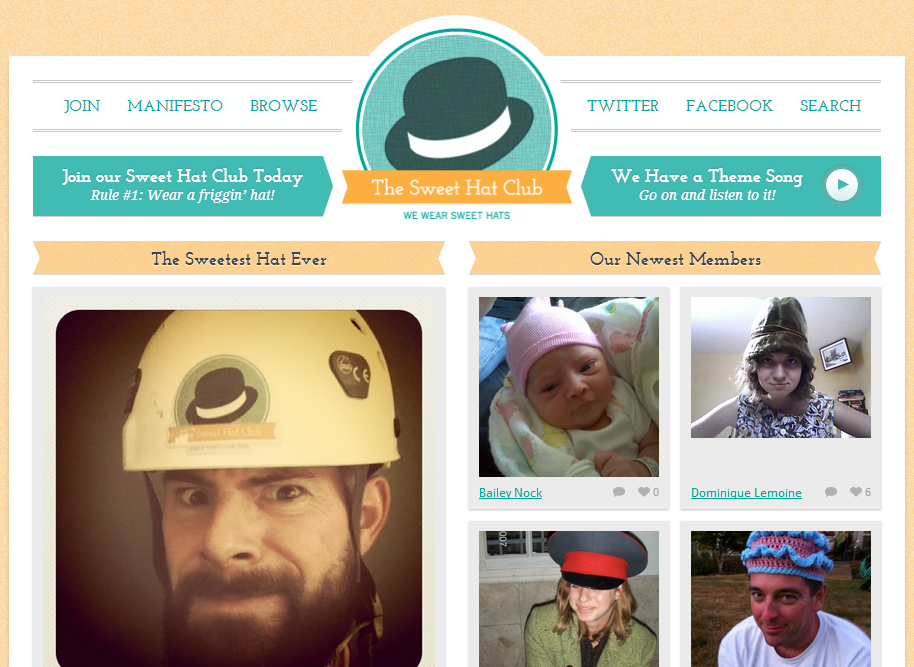 JOIN
MANIFESTO
BROWSE
TWITTER
FACEBOOK
SEARCH
Join our Sweet Hat Club Today
Rule #1: Wear a friggin' hat!
The Sweet Hat Club
WE WEAR SWEET HATS
We Have a Theme Song
Go on and listen to it!
The Sweetest Hat Ever
Our Newest Members
Sweet Hat Club
CE
Bailey Nock
0
Dominique Lemoine
6
007